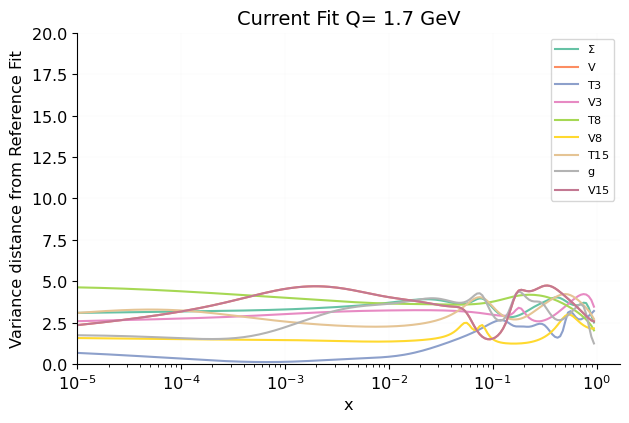 Current Fit Q= 1.7 GeV
Variance distance from Reference Fit
20.0
17.5
15.0
12.5
10.0
7.5
5.0
2.5
0.0
10⁻⁵
10⁻⁴
10⁻³
10⁻²
10⁻¹
10⁰
x
Σ
V
T3
V3
T8
V8
T15
g
V15